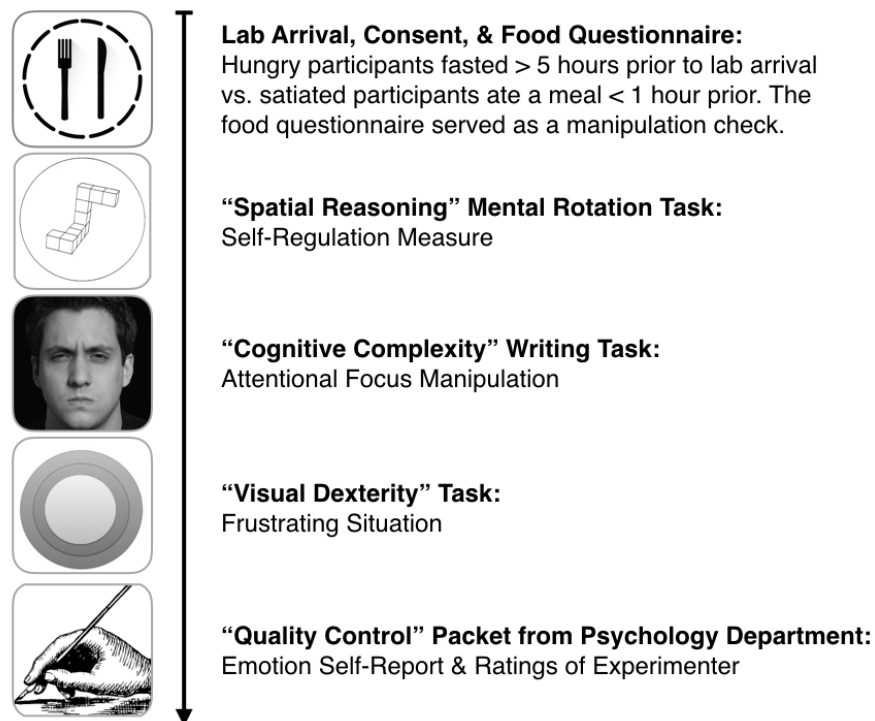 Lab Arrival, Consent, & Food Questionnaire:
Hungry participants fasted > 5 hours prior to lab arrival
vs. satiated participants ate a meal < 1 hour prior. The
food questionnaire served as a manipulation check.
“Spatial Reasoning” Mental Rotation Task:
Self-Regulation Measure
“Cognitive Complexity” Writing Task:
Attentional Focus Manipulation
“Visual Dexterity” Task:
Frustrating Situation
“Quality Control” Packet from Psychology Department:
Emotion Self-Report & Ratings of Experimenter